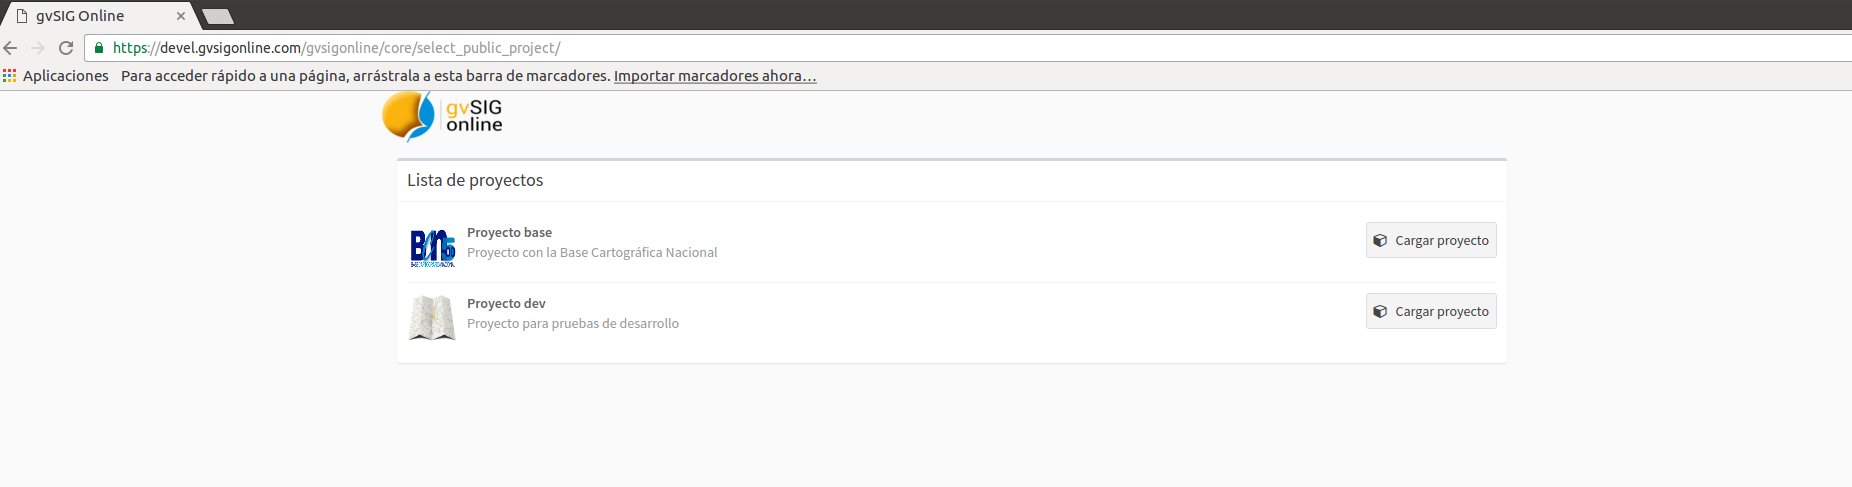 gvSIG Online
https://devel.gvsigonline.com/gvsigonline/core/select_public_project/
Aplicaciones Para acceder rápido a una página, arrástrala a esta barra de marcadores. Importar marcadores ahora...
gvSIG
online
Lista de proyectos
Proyecto base
Proyecto con la Base Cartográfica Nacional
Cargar proyecto
Proyecto dev
Proyecto para pruebas de desarrollo
Cargar proyecto